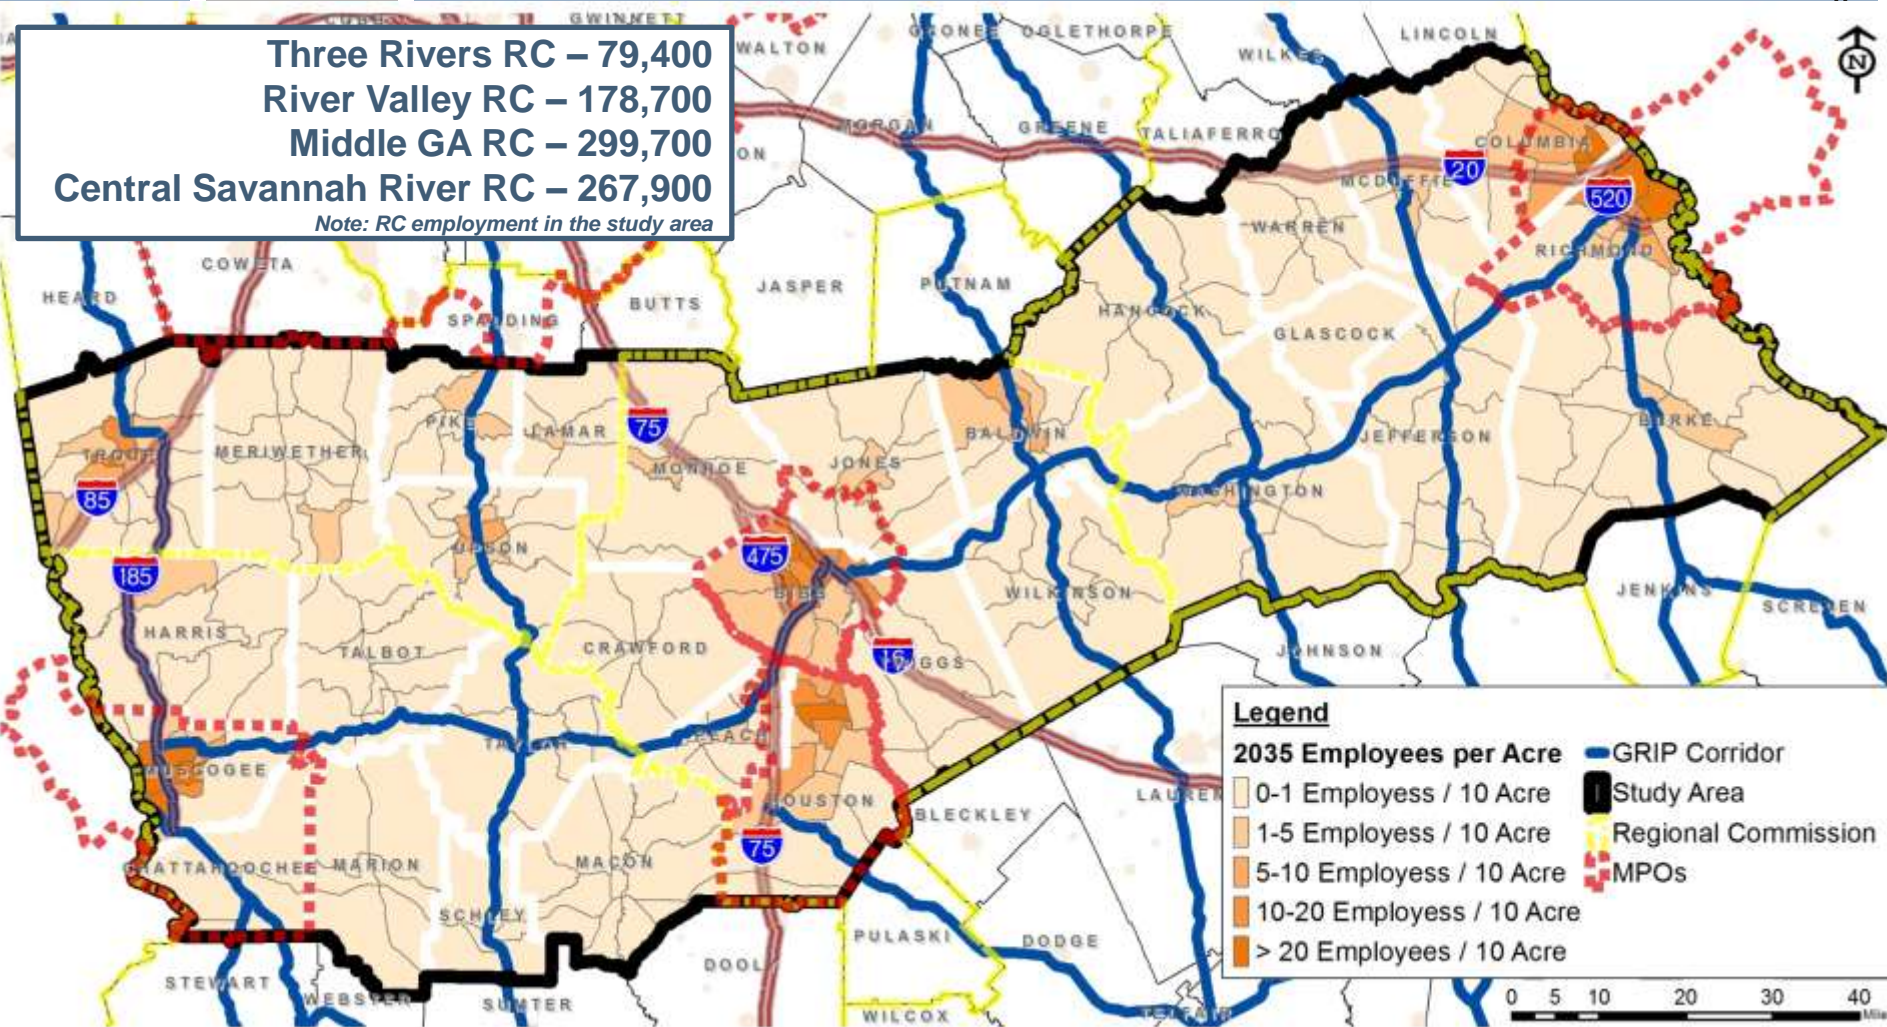 Three Rivers RC – 79,400
River Valley RC – 178,700
Middle GA RC – 299,700
Central Savannah River RC – 267,900
Note: RC employment in the study area
GWINNETT
WALTON
OGLETHORPE
WILKES
LINCOLN
N
MORGAN
GREENE
TALIAFERRO
COLUMBIA
20
MCDUFFIE
520
WARREN
RICHMOND
COWETA
HEARD
BUTTS
JASPER
PUTNAM
SPALDING
HANCOCK
GLASCOCK
PIKE
LAMAR
75
BALDWIN
BURKE
JEFFERSON
TROUP
MERIWETHER
MONROE
JONES
85
WASHINGTON
UPSON
475
185
BIBB
WILKINSON
JENKINS
SCREVEN
HARRIS
TALBOT
CRAWFORD
16
TWIGGS
JOHNSON
TAYLOR
PEACH
MUSCOGEE
HOUSTON
BLECKLEY
LAUREN
75
CHATTAHOOCHEE
MARION
MACON
SCHLEY
PULASKI
DODGE
DOOL
STEWART
WEBSTER
SUMTER
WILCOX
TELFAIR
Legend
2035 Employees per Acre
0-1 Employess / 10 Acre
1-5 Employess / 10 Acre
5-10 Employess / 10 Acre
10-20 Employess / 10 Acre
> 20 Employees / 10 Acre
GRIP Corridor
Study Area
Regional Commission
MPOs
0 5 10 20 30 40